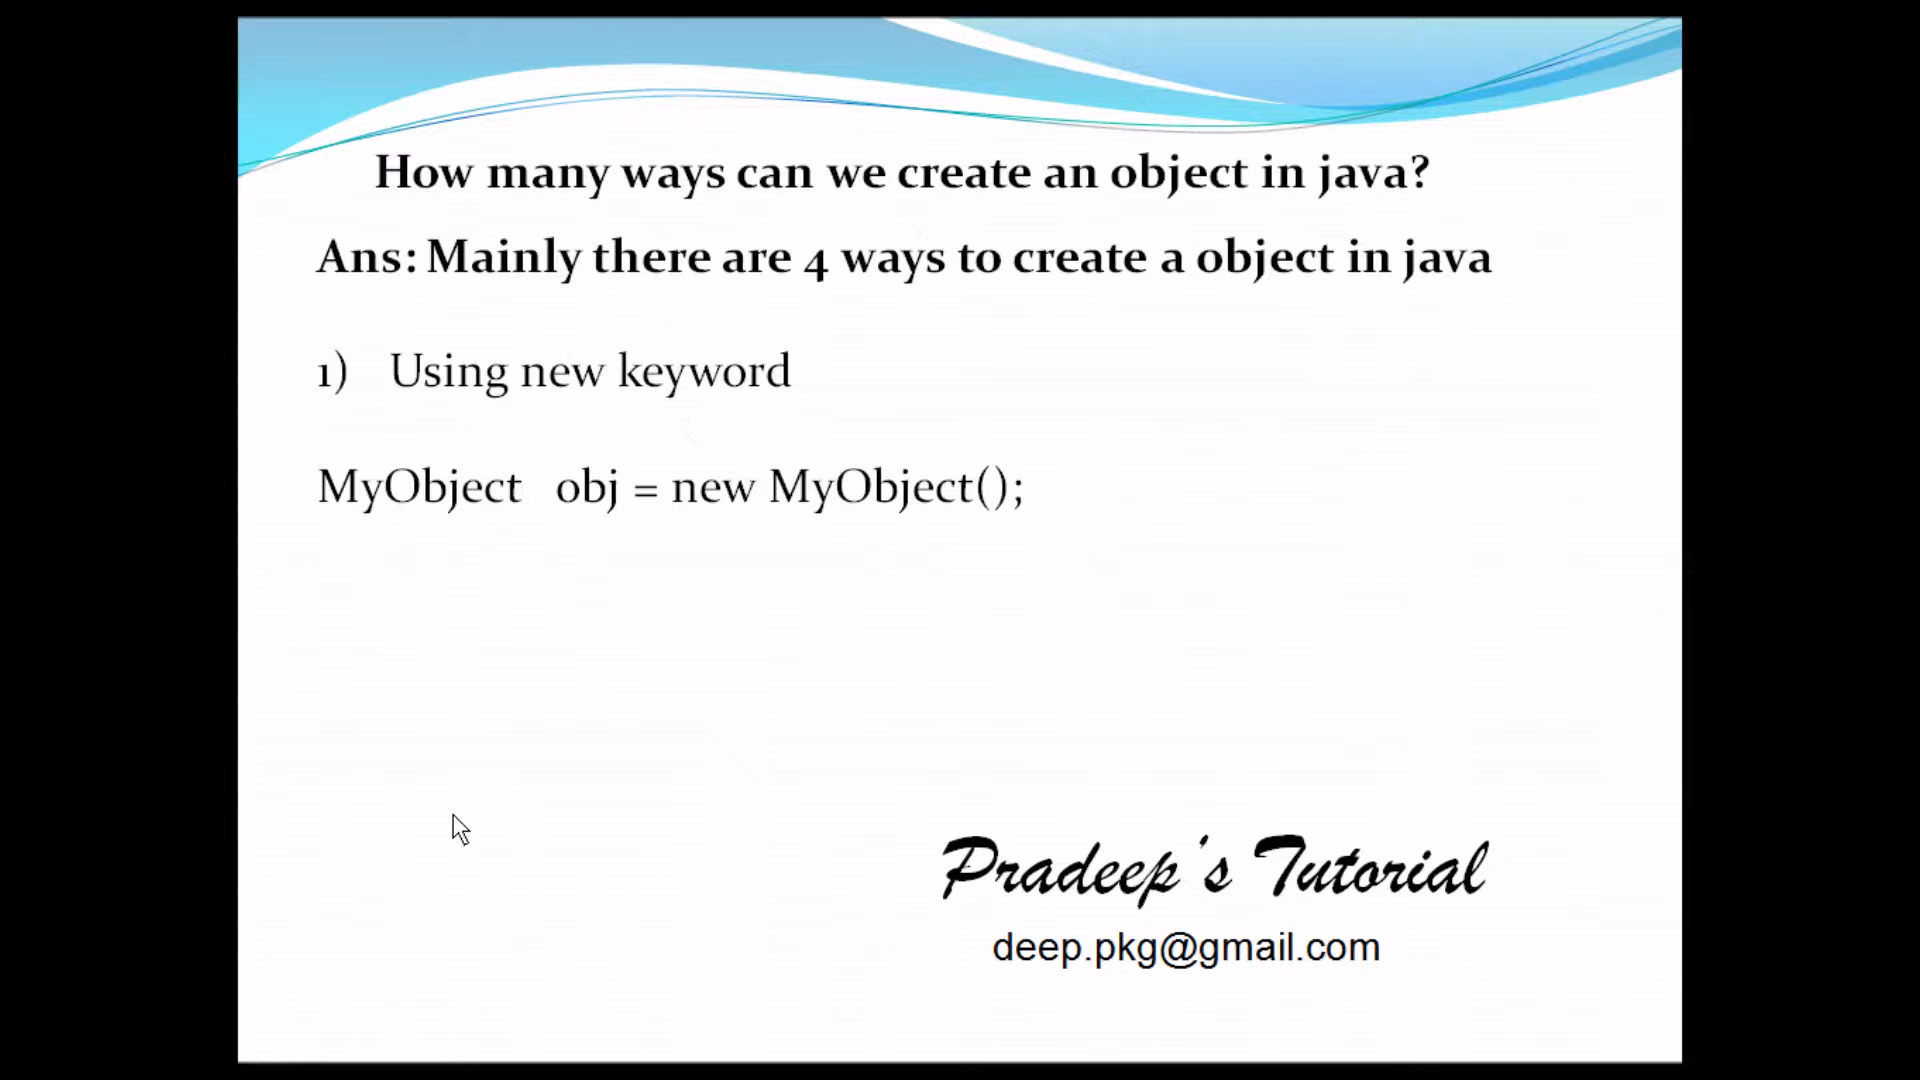 How many ways can we create an object in java?
Ans: Mainly there are 4 ways to create a object in java
1) Using new keyword
MyObject obj = new MyObject();
Pradeep's Tutorial
deep.pkg@gmail.com